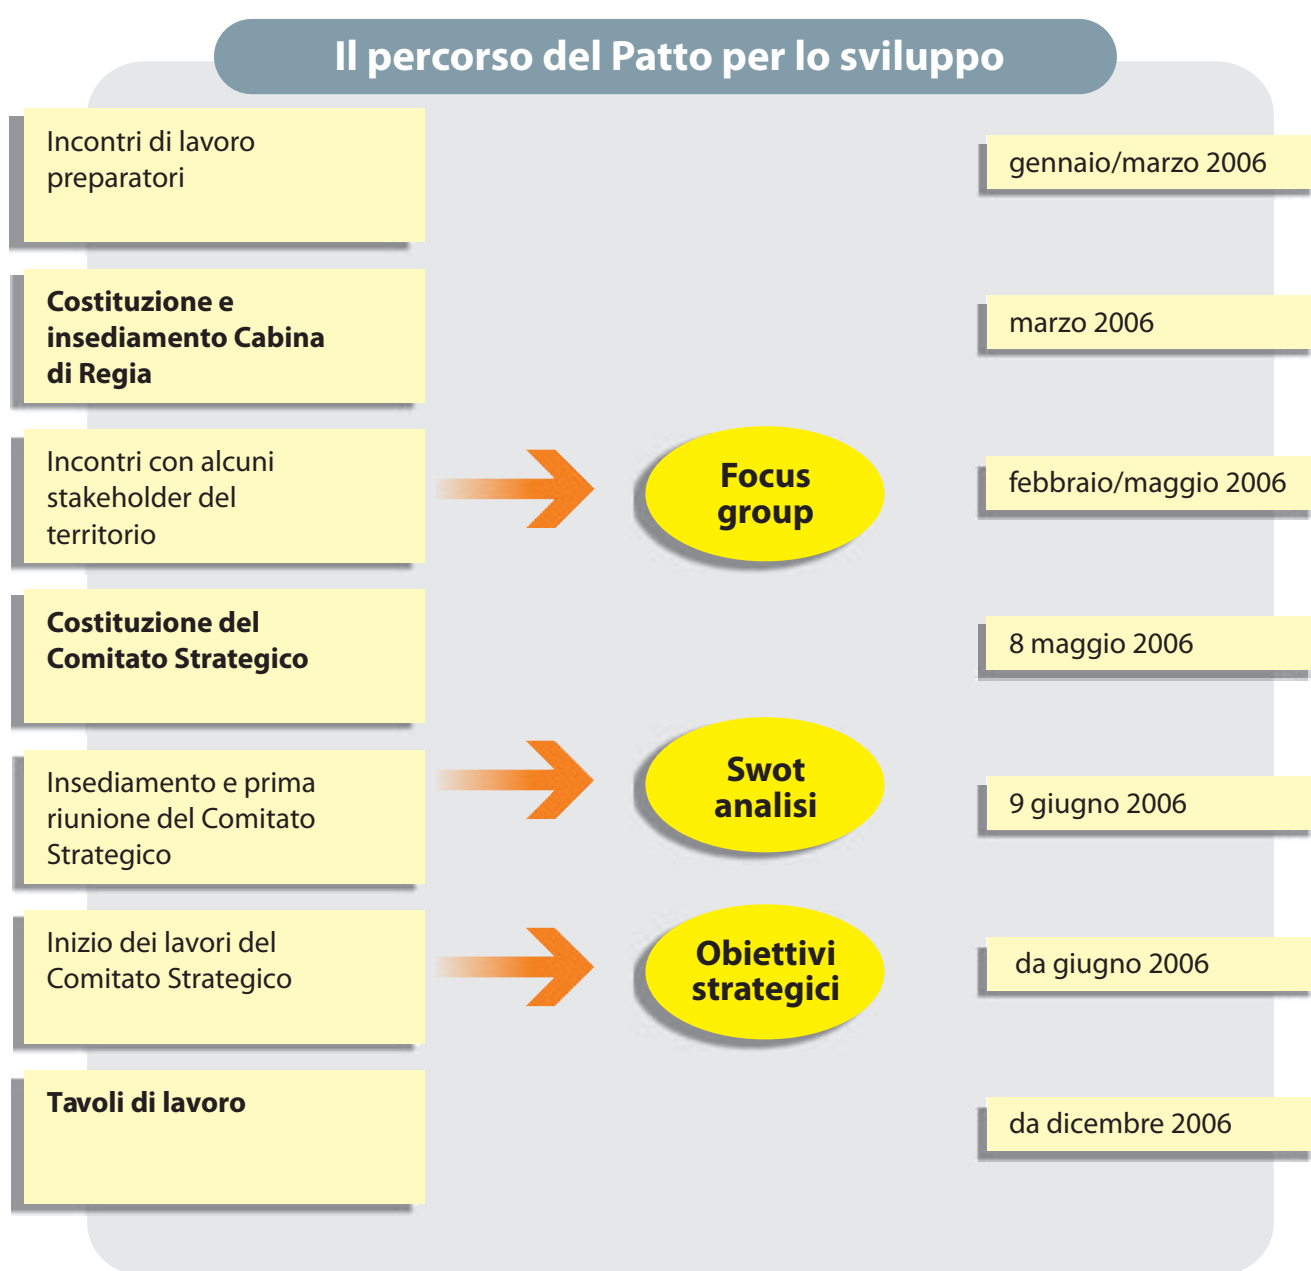 Il percorso del Patto per lo sviluppo
Incontri di lavoro
preparatori
gennaio/marzo 2006
Costituzione e
insediamento Cabina
di Regia
marzo 2006
Incontri con alcuni
stakeholder del
territorio
Focus
group
febbraio/maggio 2006
Costituzione del
Comitato Strategico
8 maggio 2006
Insediamento e prima
riunione del Comitato
Strategico
Swot
analisi
9 giugno 2006
Inizio dei lavori del
Comitato Strategico
Obiettivi
strategici
da giugno 2006
Tavoli di lavoro
da dicembre 2006